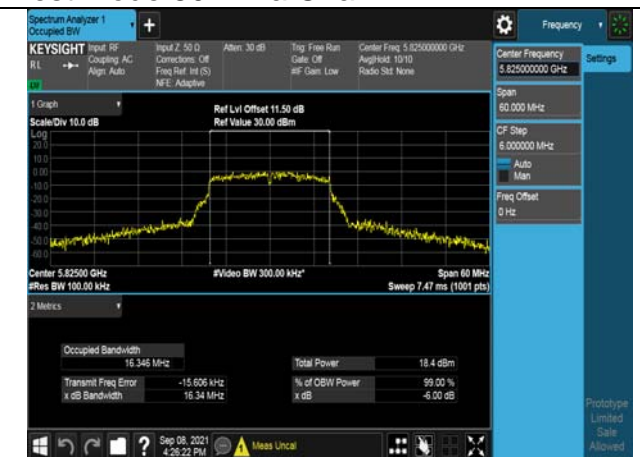 Spectrum Analyzer 1
Occupied BW
Frequency
KEYSIGHT
Input: RF
Coupling: AC
Align: Auto
Input Z: 50 Ω
Corrections: Off
Freq Ref: Int (S)
NFE: Adaptive
Atten: 30 dB
Trig: Free Run
Gate: Off
#IF Gain: Low
Center Freq: 5.825000000 GHz
Avg|Hold: 10/10
Radio Std: None
RL
Center Frequency
5.825000000 GHz
Settings
Span
60.000 MHz
CF Step
6.000000 MHz
Auto
Man
Freq Offset
0 Hz
1 Graph
Scale/Div 10.0 dB
Ref Lvl Offset 11.50 dB
Ref Value 30.00 dBm
Log
20.0
10.0
0.00
-10.0
-20.0
-30.0
-40.0
-50.0
-60.0
Center 5.82500 GHz
#Video BW 300.00 kHz*
Span 60 MHz
#Res BW 100.00 kHz
Sweep 7.47 ms (1001 pts)
2 Metrics
Occupied Bandwidth
16.346 MHz
Total Power 18.4 dBm
Transmit Freq Error -15.606 kHz
% of OBW Power 99.00 %
x dB Bandwidth 16.34 MHz
x dB -6.00 dB
Prototype
Limited
Sale
Allowed
Sep 08, 2021
4:26:22 PM
Meas Uncal